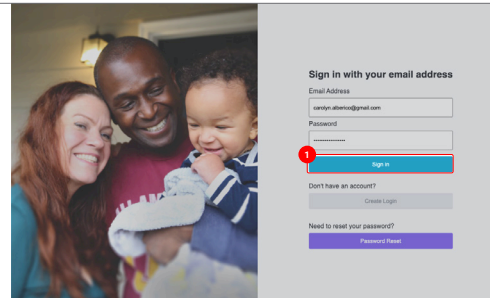 Sign in with your email address
Email Address
carolyn.alberico@gmail.com
Password
1
Sign in
Don't have an account?
Create Login
Need to reset your password?
Password Reset